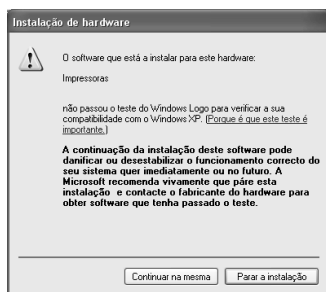 Instalação de hardware
O software que está a instalar para este hardware:
Impressoras
não passou o teste do Windows Logo para verificar a sua
compatibilidade com o Windows XP. (Porque é que este teste é
importante.)
A continuação da instalação deste software pode
danificar ou desestabilizar o funcionamento correcto do
seu sistema quer imediatamente ou no futuro. A
Microsoft recomenda vivamente que páre esta
instalação e contacte o fabricante do hardware para
obter software que tenha passado o teste.
Continuar na mesma
Parar a instalação